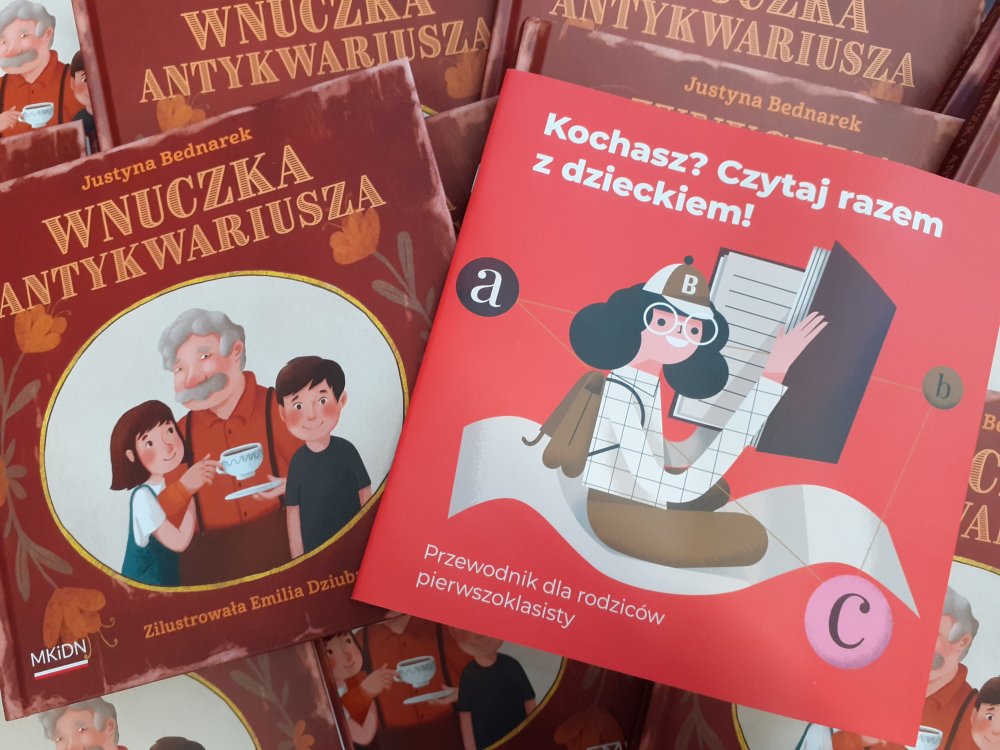 WNUCZKA
ANTYKWARIUSZA
ANTYKWARIUSZA
Justyna Bednarek
Justyna Bednarek
WNUCZKA
ANTYKWARIUSZA
Zilustrowała Emilia
MKiDN
Kochasz? Czytaj razem
z dzieckiem!
a
B
b
c
Przewodnik dla rodziców
pierwszoklasisty